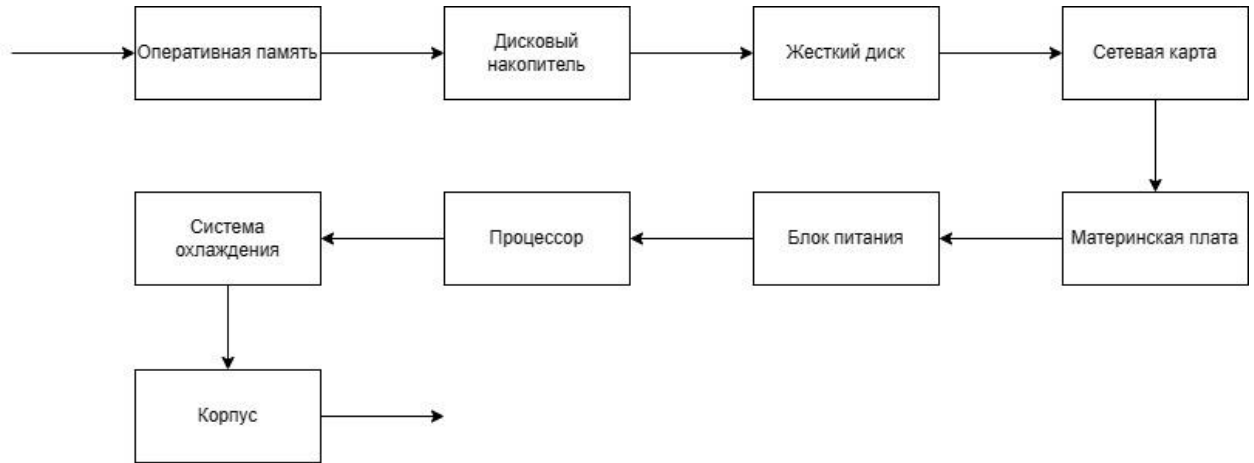 Оперативная память
Дисковый
накопитель
Жесткий диск
Сетевая карта
Система
охлаждения
Процессор
Блок питания
Материнская плата
Корпус